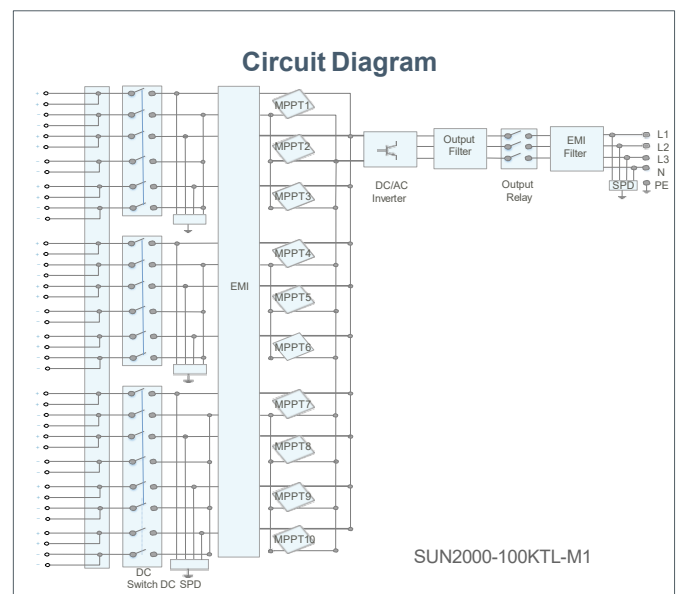 Circuit Diagram
MPPT1
MPPT2
MPPT3
MPPT4
MPPT5
MPPT6
MPPT7
MPPT8
MPPT9
MPPT10
EMI
DC/AC
Inverter
Output
Filter
Output
Relay
EMI
Filter
SPD
L1
L2
L3
N
PE
DC
Switch DC SPD
SUN2000-100KTL-M1